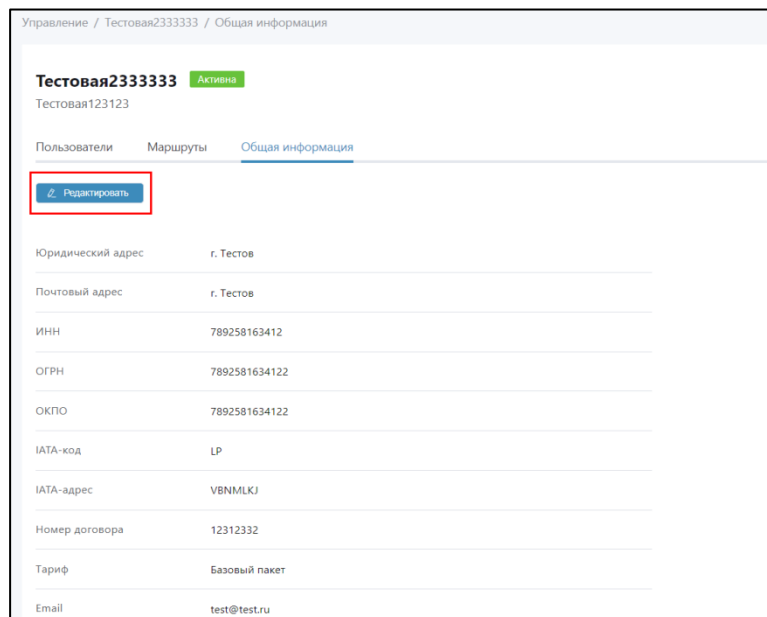 Управление / Тестовая2333333 / Общая информация
Тестовая2333333 Активна
Тестовая123123
Пользователи Маршруты Общая информация
Редактировать
Юридический адрес г. Тестов
Почтовый адрес г. Тестов
ИНН 789258163412
ОГРН 7892581634122
ОКПО 7892581634122
IATA-код LP
IATA-адрес VBNMLKJ
Номер договора 12312332
Тариф Базовый пакет
Email test@test.ru